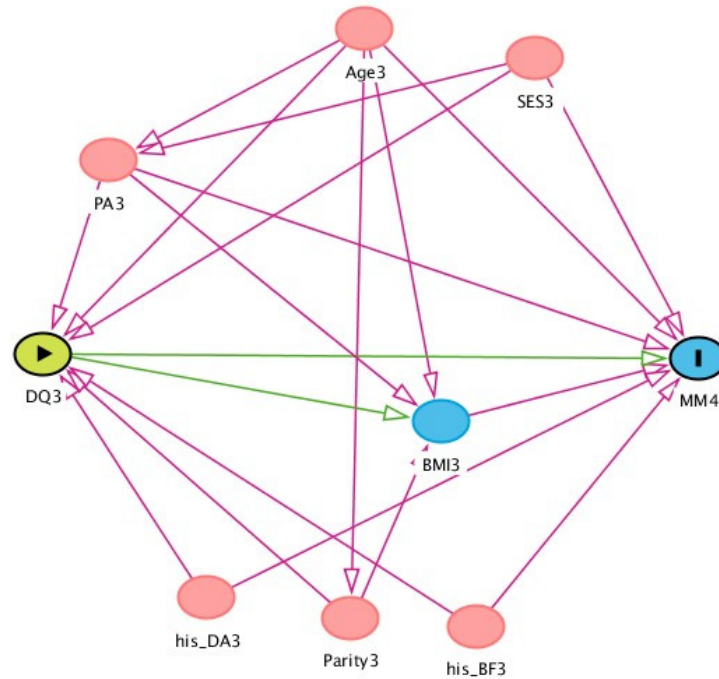 Age3
SES3
PA3
DQ3
MM4
BMI3
his_DA3
Parity3
his_BF3